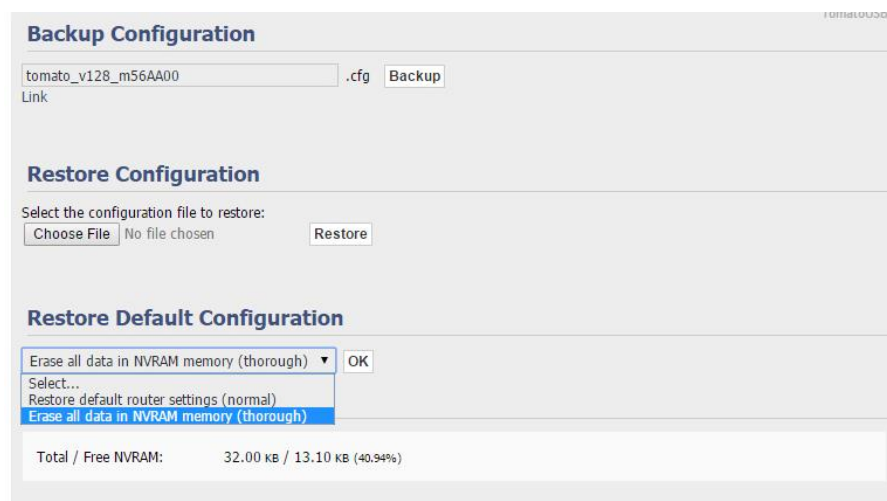 TomatoUSB
Backup Configuration
tomato_v128_m56AA00 .cfg Backup
Link
Restore Configuration
Select the configuration file to restore:
Choose File No file chosen Restore
Restore Default Configuration
Erase all data in NVRAM memory (thorough) ▼ OK
Select...
Restore default router settings (normal)
Erase all data in NVRAM memory (thorough)
Total / Free NVRAM: 32.00 KB / 13.10 KB (40.94%)